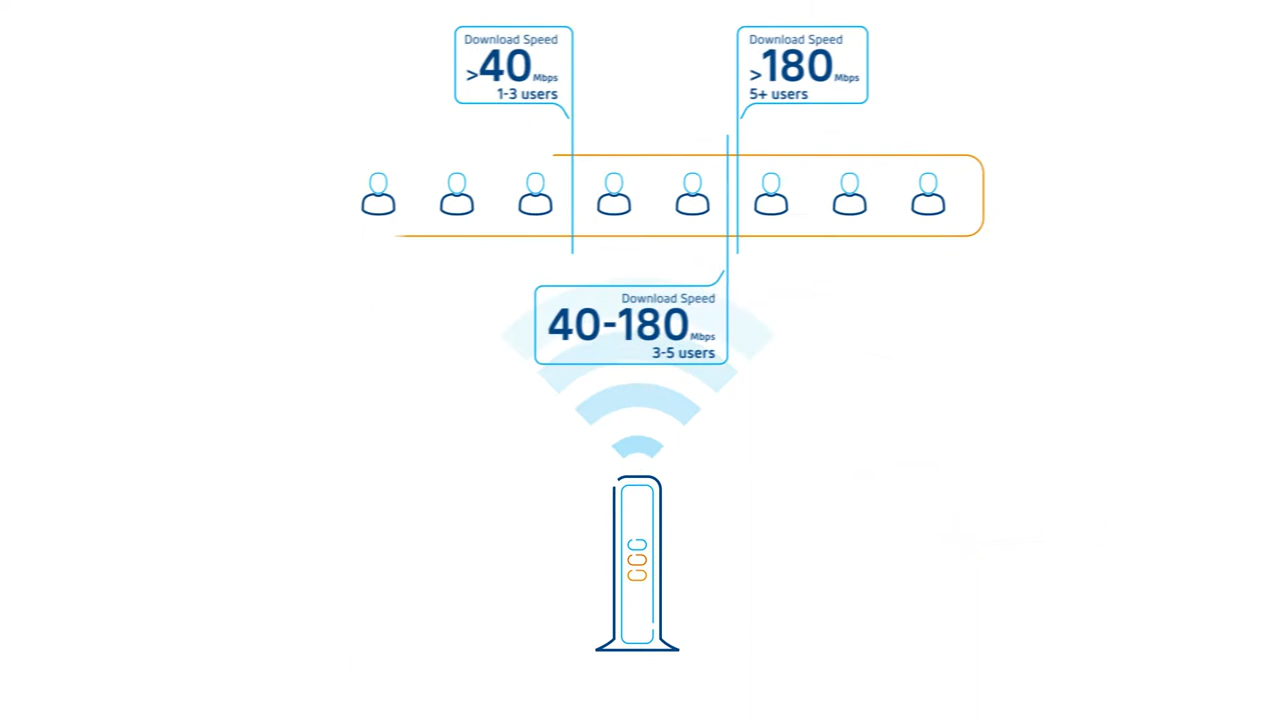 Download Speed
>40 Mbps
1-3 users
Download Speed
>180 Mbps
5+ users
Download Speed
40-180 Mbps
3-5 users